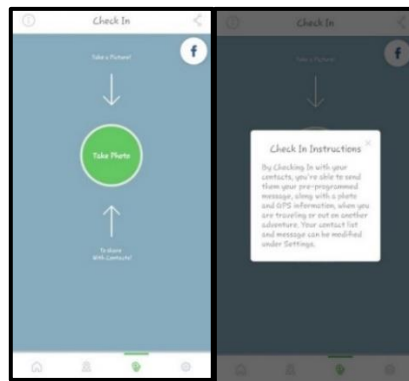 Check In
Take a Picture!
Take Photo
To Share
With Contacts!
Check In
Take a Picture!
Check In Instructions
By Checking In with your
contacts, you're able to send
them your pre-programmed
message, along with a photo
and GPS information, when you
are traveling or out on another
adventure. Your contact list
and message can be modified
under Settings.